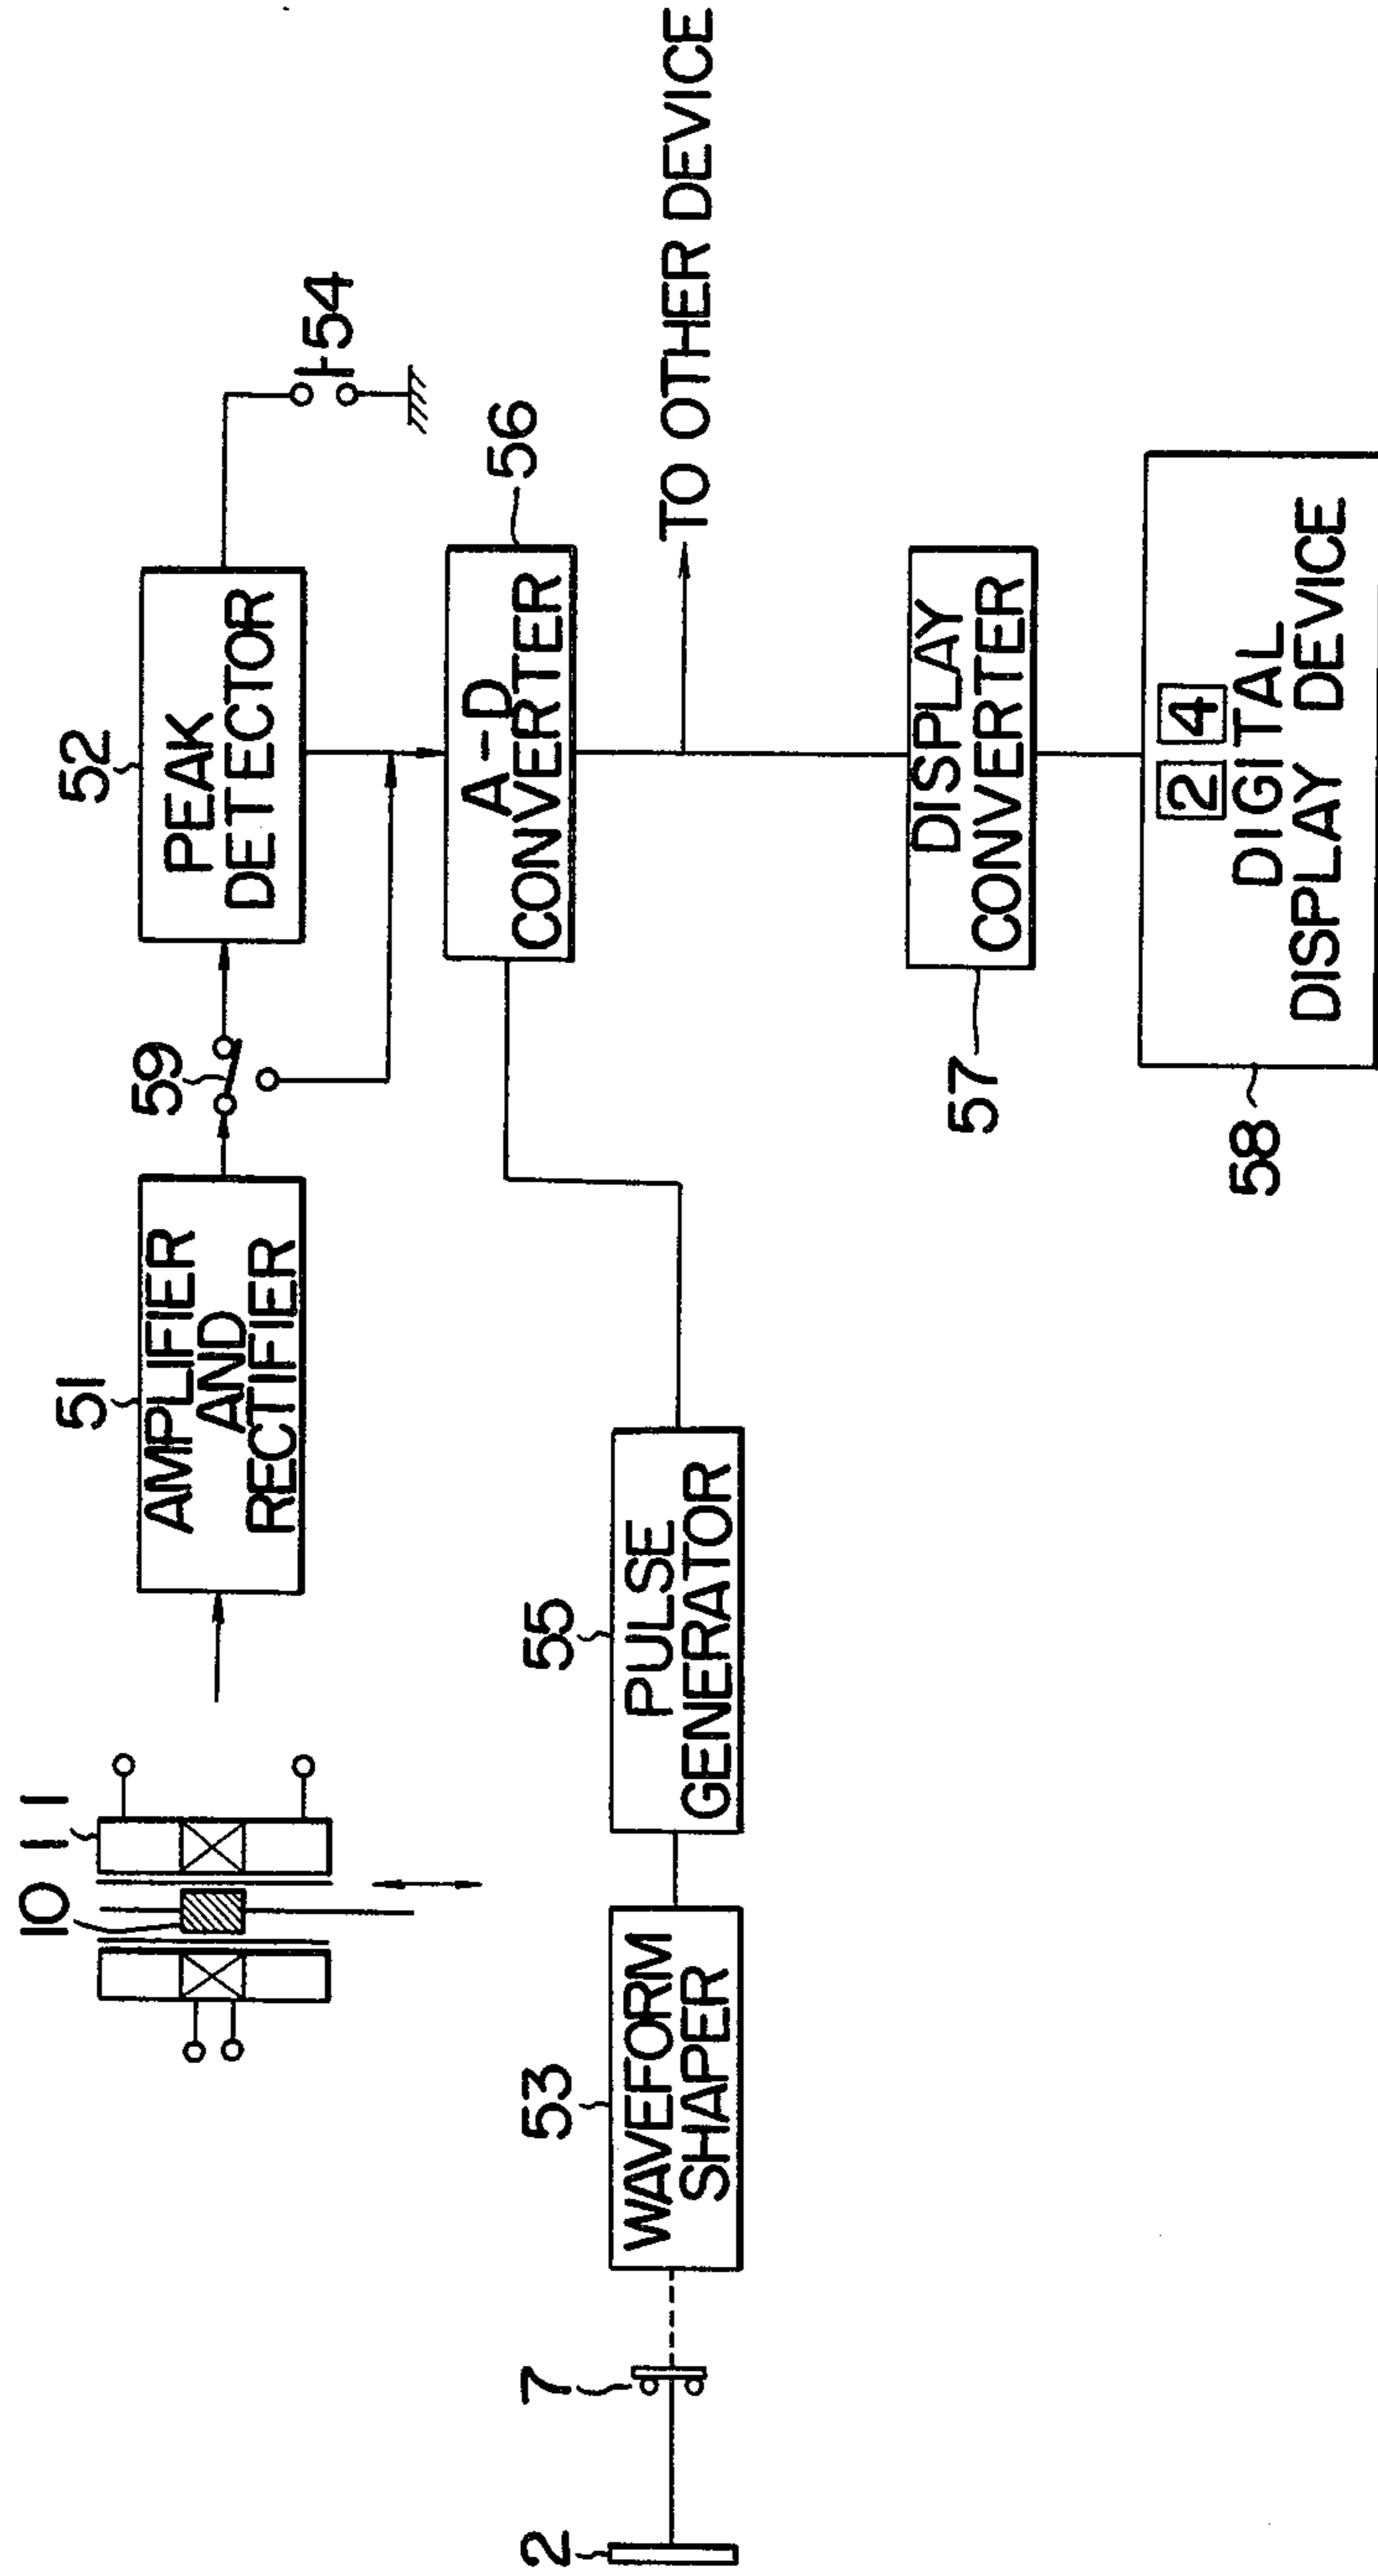 10
11
51
AMPLIFIER
AND
RECTIFIER
59
52
PEAK
DETECTOR
54
2
7
53
WAVEFORM
SHAPER
55
PULSE
GENERATOR
56
A-D
CONVERTER
TO OTHER DEVICE
57
DISPLAY
CONVERTER
58
2 4
DIGITAL
DISPLAY DEVICE